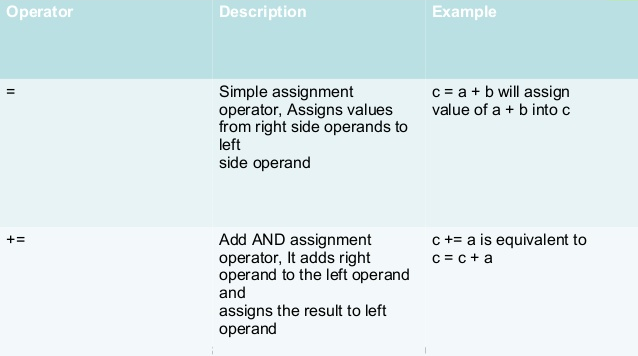 Operator Description Example
=
Simple assignment
operator, Assigns values
from right side operands to
left
side operand
c = a + b will assign
value of a + b into c
+=
Add AND assignment
operator, It adds right
operand to the left operand
and
assigns the result to left
operand
c += a is equivalent to
c = c + a